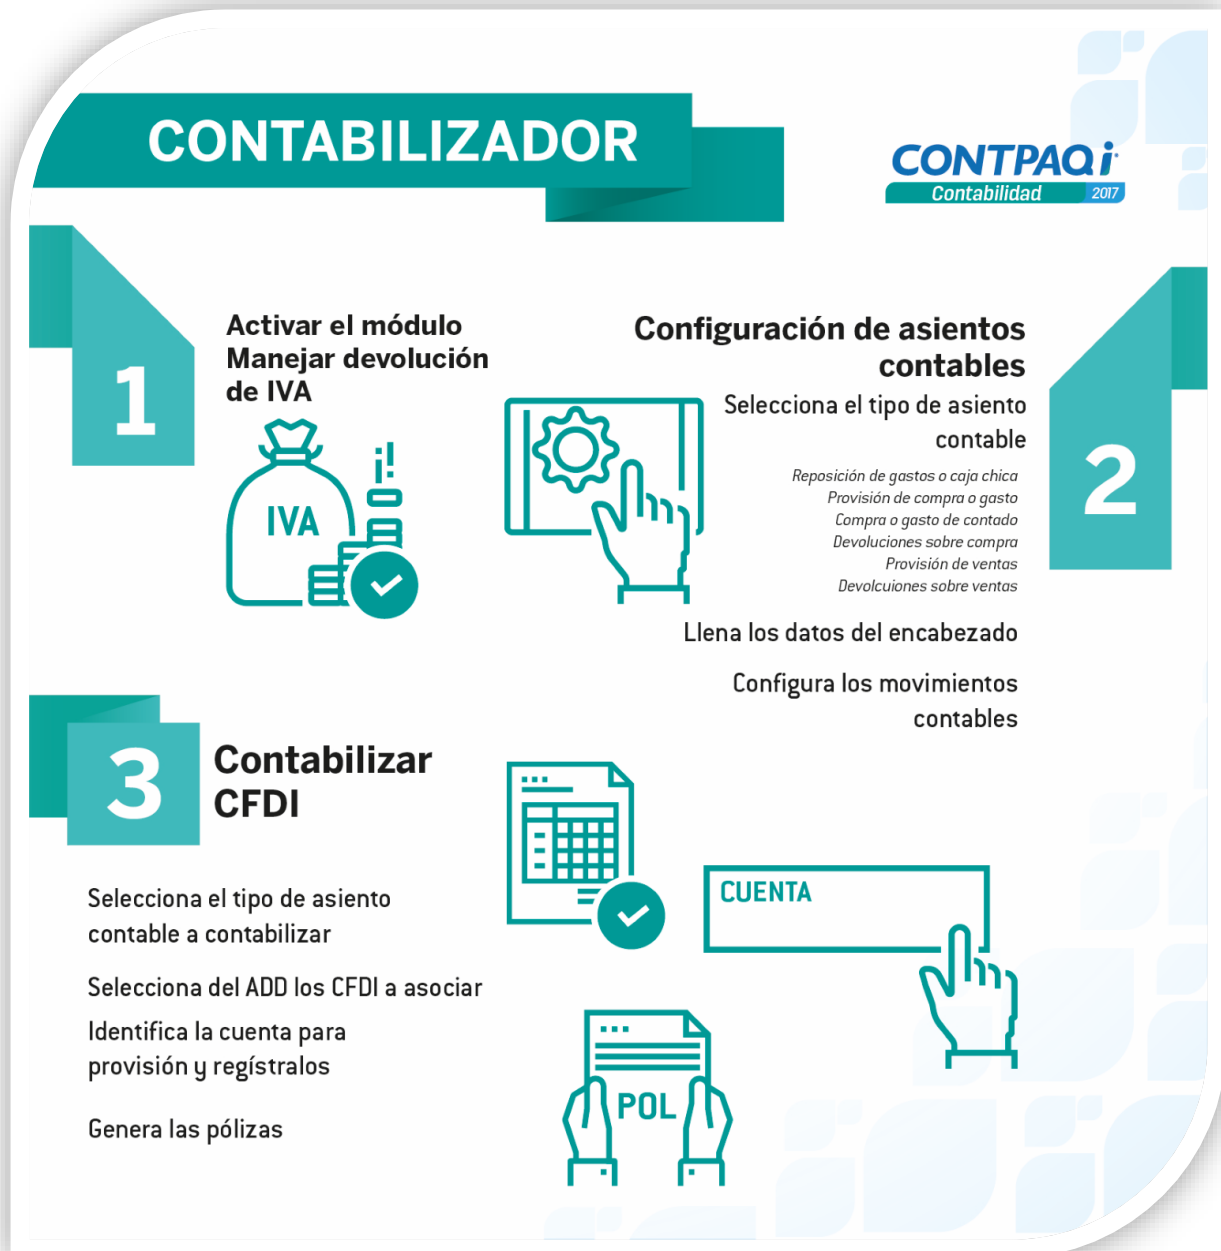 CONTABILIZADOR
CONTPAQi
Contabilidad 2017
1
Activar el módulo
Manejar devolución
de IVA
IVA
¡!
Configuración de asientos
contables
2
Selecciona el tipo de asiento
contable
Reposición de gastos o caja chica
Provisión de compra o gasto
Compra o gasto de contado
Devoluciones sobre compra
Provisión de ventas
Devolcuiones sobre ventas
Llena los datos del encabezado
Configura los movimientos
contables
3
Contabilizar
CFDI
Selecciona el tipo de asiento
contable a contabilizar
Selecciona del ADD los CFDI a asociar
Identifica la cuenta para
provisión y regístralos
Genera las pólizas
CUENTA
POL